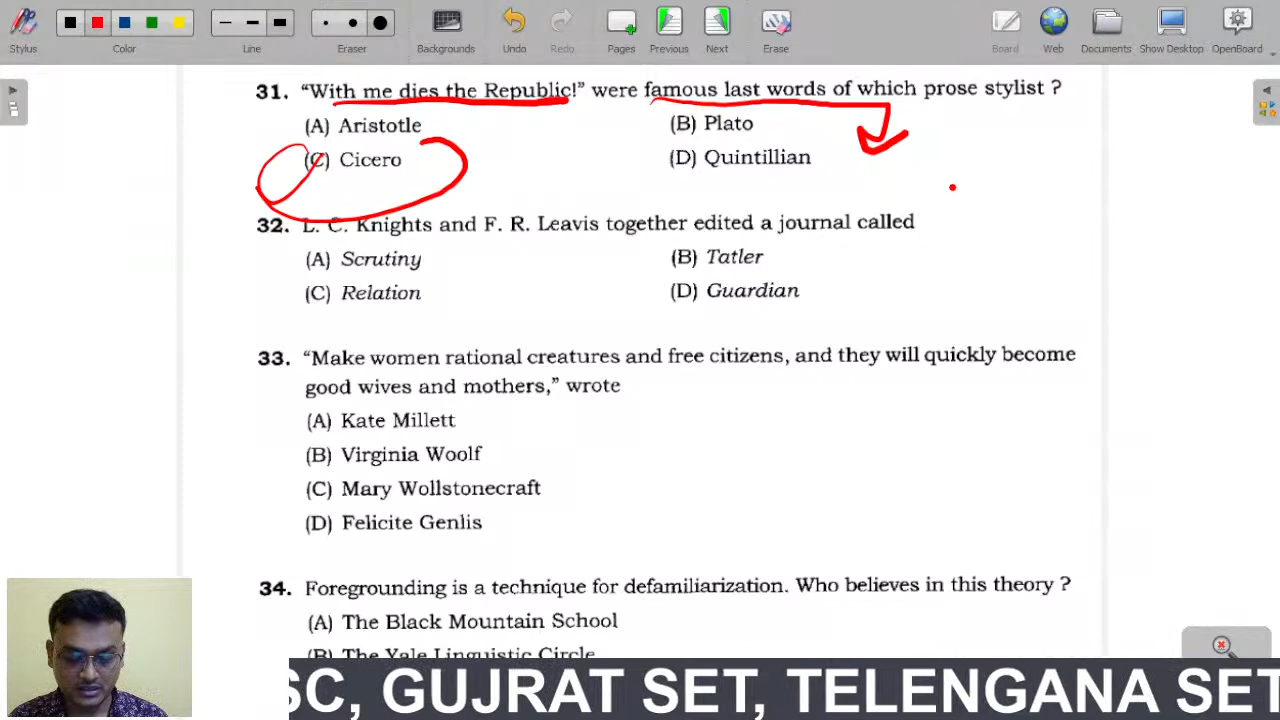 Stylus
Color
Line
Eraser
Backgrounds
Undo
Redo
Pages
Previous
Next
Erase
Board
Web
Documents
Show Desktop
OpenBoard
31. “With me dies the Republic!” were famous last words of which prose stylist ?
(A) Aristotle
(B) Plato
(C) Cicero
(D) Quintillian
32. L. C. Knights and F. R. Leavis together edited a journal called
(A) Scrutiny
(B) Tatler
(C) Relation
(D) Guardian
33. “Make women rational creatures and free citizens, and they will quickly become
good wives and mothers,” wrote
(A) Kate Millett
(B) Virginia Woolf
(C) Mary Wollstonecraft
(D) Felicite Genlis
34. Foregrounding is a technique for defamiliarization. Who believes in this theory ?
(A) The Black Mountain School
(B) The Yale Linguistic Circle
SC, GUJRAT SET, TELENGANA SET